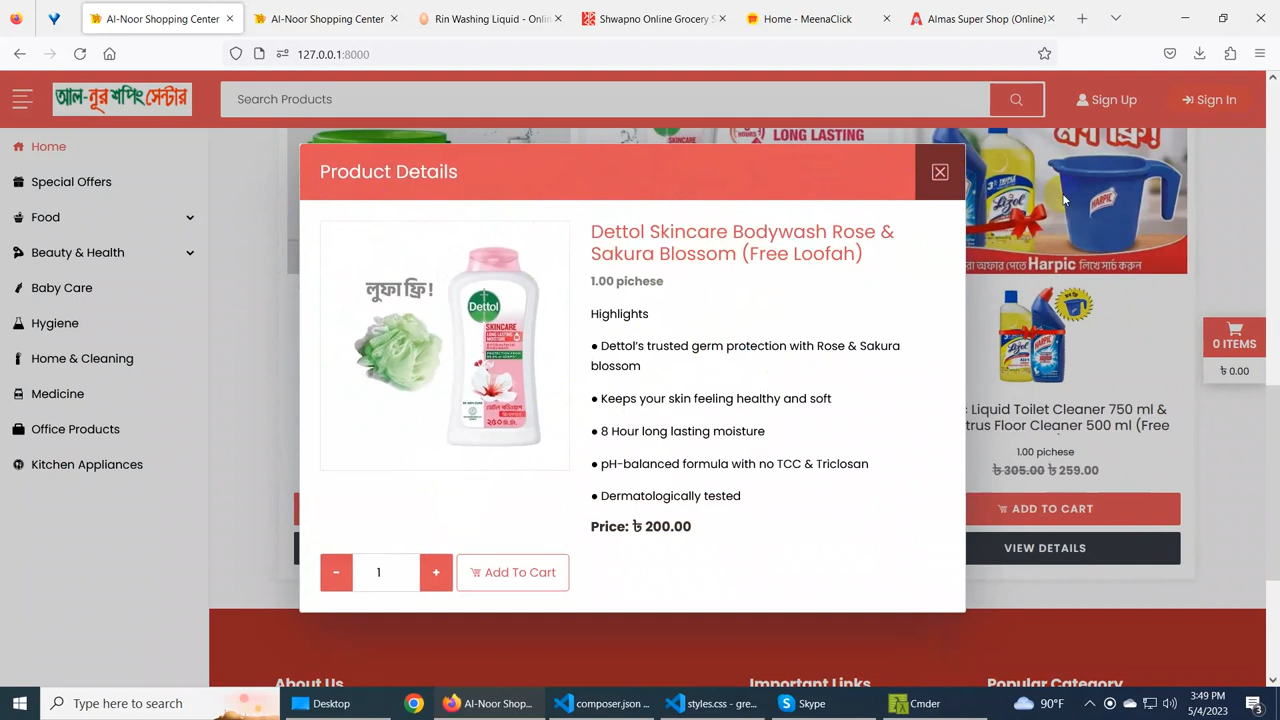 Al-Noor Shopping Center
Al-Noor Shopping Center
Rin Washing Liquid - Onlin
Shwapno Online Grocery S
Home - MeenaClick
Almas Super Shop (Online)
127.0.0.1:8000
আল-নূর শপিং সেন্টার
Search Products
Sign Up
Sign In
Home
Special Offers
Food
Beauty & Health
Baby Care
Hygiene
Home & Cleaning
Medicine
Office Products
Kitchen Appliances
LONG LASTING
Lizol
HARPIC
রা অফার পেতে Harpic লিখে সার্চ করুন
Product Details
লুফা ফ্রি!
Dettol
SKINCARE
Dettol Skincare Bodywash Rose &
Sakura Blossom (Free Loofah)
1.00 pichese
Highlights
● Dettol’s trusted germ protection with Rose & Sakura
blossom
● Keeps your skin feeling healthy and soft
● 8 Hour long lasting moisture
● pH-balanced formula with no TCC & Triclosan
● Dermatologically tested
Price: ৳ 200.00
- 1 +
Add To Cart
Liquid Toilet Cleaner 750 ml &
trus Floor Cleaner 500 ml (Free
1.00 pichese
৳ 305.00 ৳ 259.00
ADD TO CART
VIEW DETAILS
0 ITEMS
৳ 0.00
About Us
Important Links
Popular Category
Type here to search
Desktop
Al-Noor Shop...
composer.json ...
styles.css - gre...
Skype
Cmder
90°F
3:49 PM
5/4/2023
3